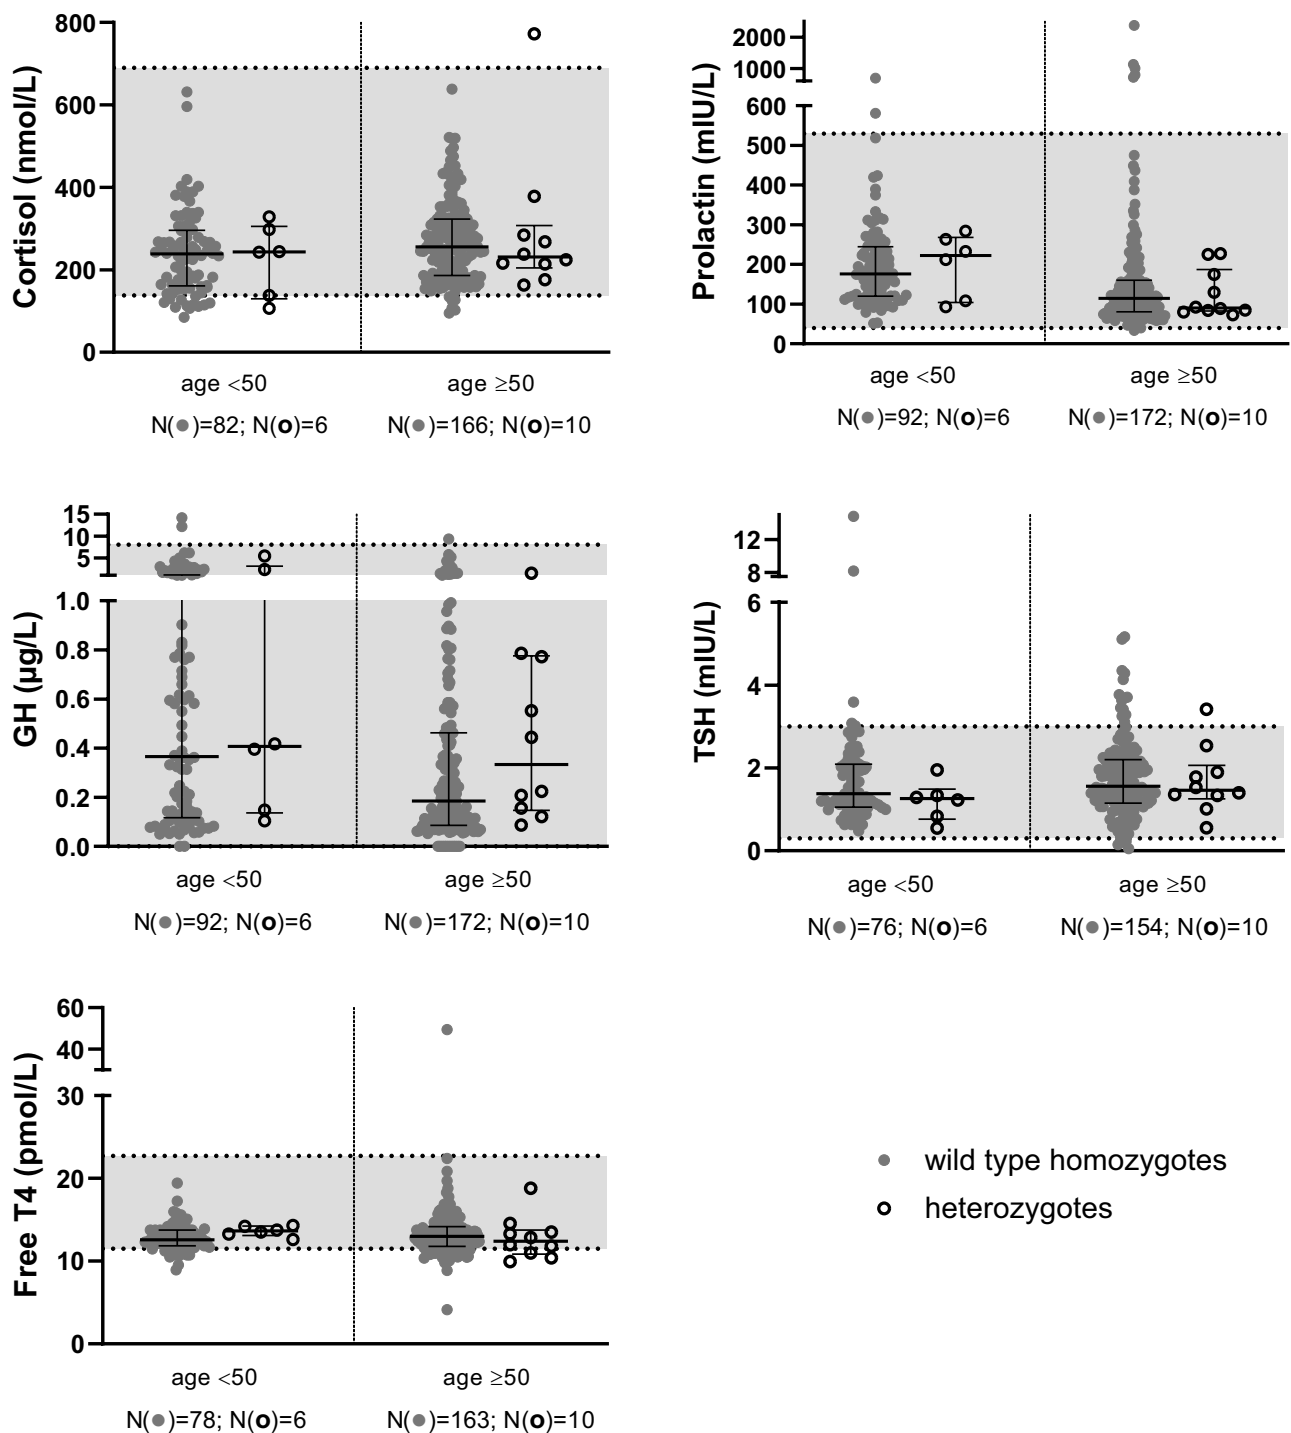 Cortisol (nmol/L)
800
600
400
200
0
age <50
age ≥50
N(●)=82; N(o)=6
N(●)=166; N(o)=10
Prolactin (mIU/L)
2000
1000
600
500
400
300
200
100
0
age <50
age ≥50
N(●)=92; N(o)=6
N(●)=172; N(o)=10
GH (µg/L)
15
10
5
1.0
0.8
0.6
0.4
0.2
0.0
age <50
age ≥50
N(●)=92; N(o)=6
N(●)=172; N(o)=10
TSH (mIU/L)
12
8
6
4
2
0
age <50
age ≥50
N(●)=76; N(o)=6
N(●)=154; N(o)=10
Free T4 (pmol/L)
60
40
30
20
10
0
age <50
age ≥50
N(●)=78; N(o)=6
N(●)=163; N(o)=10
wild type homozygotes
heterozygotes